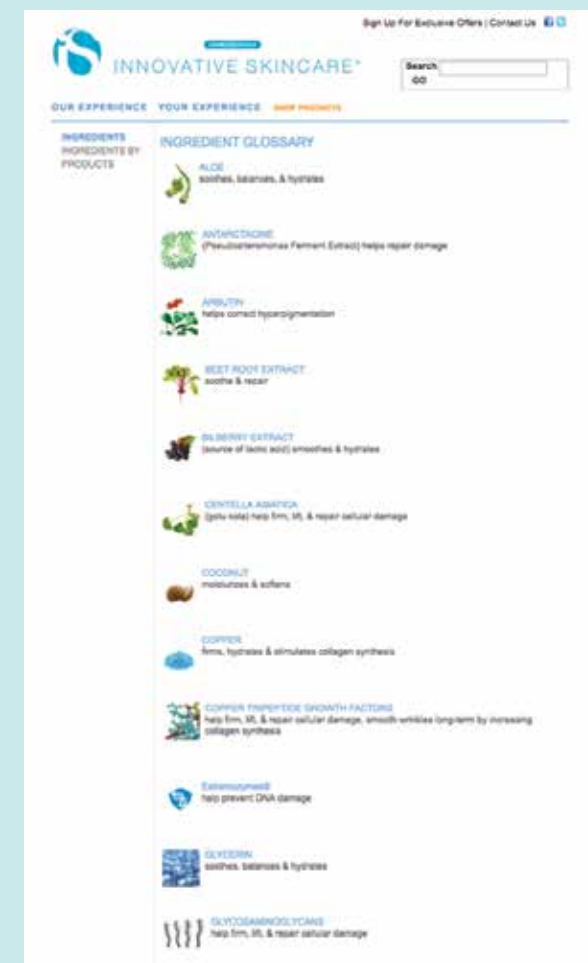 Sign Up For Exclusive Offers | Contact Us
iS
INNOVATIVE SKINCARE®
Search
GO
OUR EXPERIENCE YOUR EXPERIENCE SHOP PRODUCTS
INGREDIENTS
INGREDIENTS BY
PRODUCTS
INGREDIENT GLOSSARY
ALOE
soothes, balances, & hydrates
ANTARCTICINE
(Pseudoalteromonas Ferment Extract) helps repair damage
ARBUTIN
helps correct hyperpigmentation
BEET ROOT EXTRACT
soothe & repair
BILBERRY EXTRACT
(source of lactic acid) smoothes & hydrates
CENTELLA ASIATICA
(gotu kola) help firm, lift, & repair cellular damage
COCONUT
moisturizes & softens
COPPER
firms, hydrates & stimulates collagen synthesis
COPPER TRIPEPTIDE GROWTH FACTORS
help firm, lift, & repair cellular damage, smooth wrinkles long-term by increasing
collagen synthesis
Extremozymes®
help prevent DNA damage
GLYCERIN
soothes, balances & hydrates
GLYCOSAMINOGLYCANS
help firm, lift, & repair cellular damage